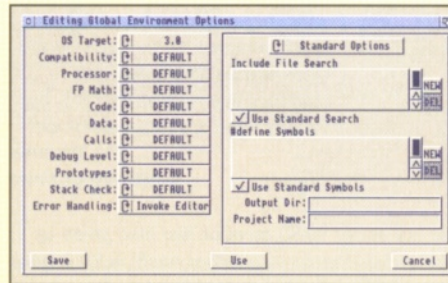 Editing Global Environment Options
OS Target: 3.0
Compatibility: DEFAULT
Processor: DEFAULT
FP Math: DEFAULT
Code: DEFAULT
Data: DEFAULT
Calls: DEFAULT
Debug Level: DEFAULT
Prototypes: DEFAULT
Stack Check: DEFAULT
Error Handling: Invoke Editor
Standard Options
Include File Search
NEW
DEL
Use Standard Search
#define Symbols
NEW
DEL
Use Standard Symbols
Output Dir:
Project Name:
Save Use Cancel